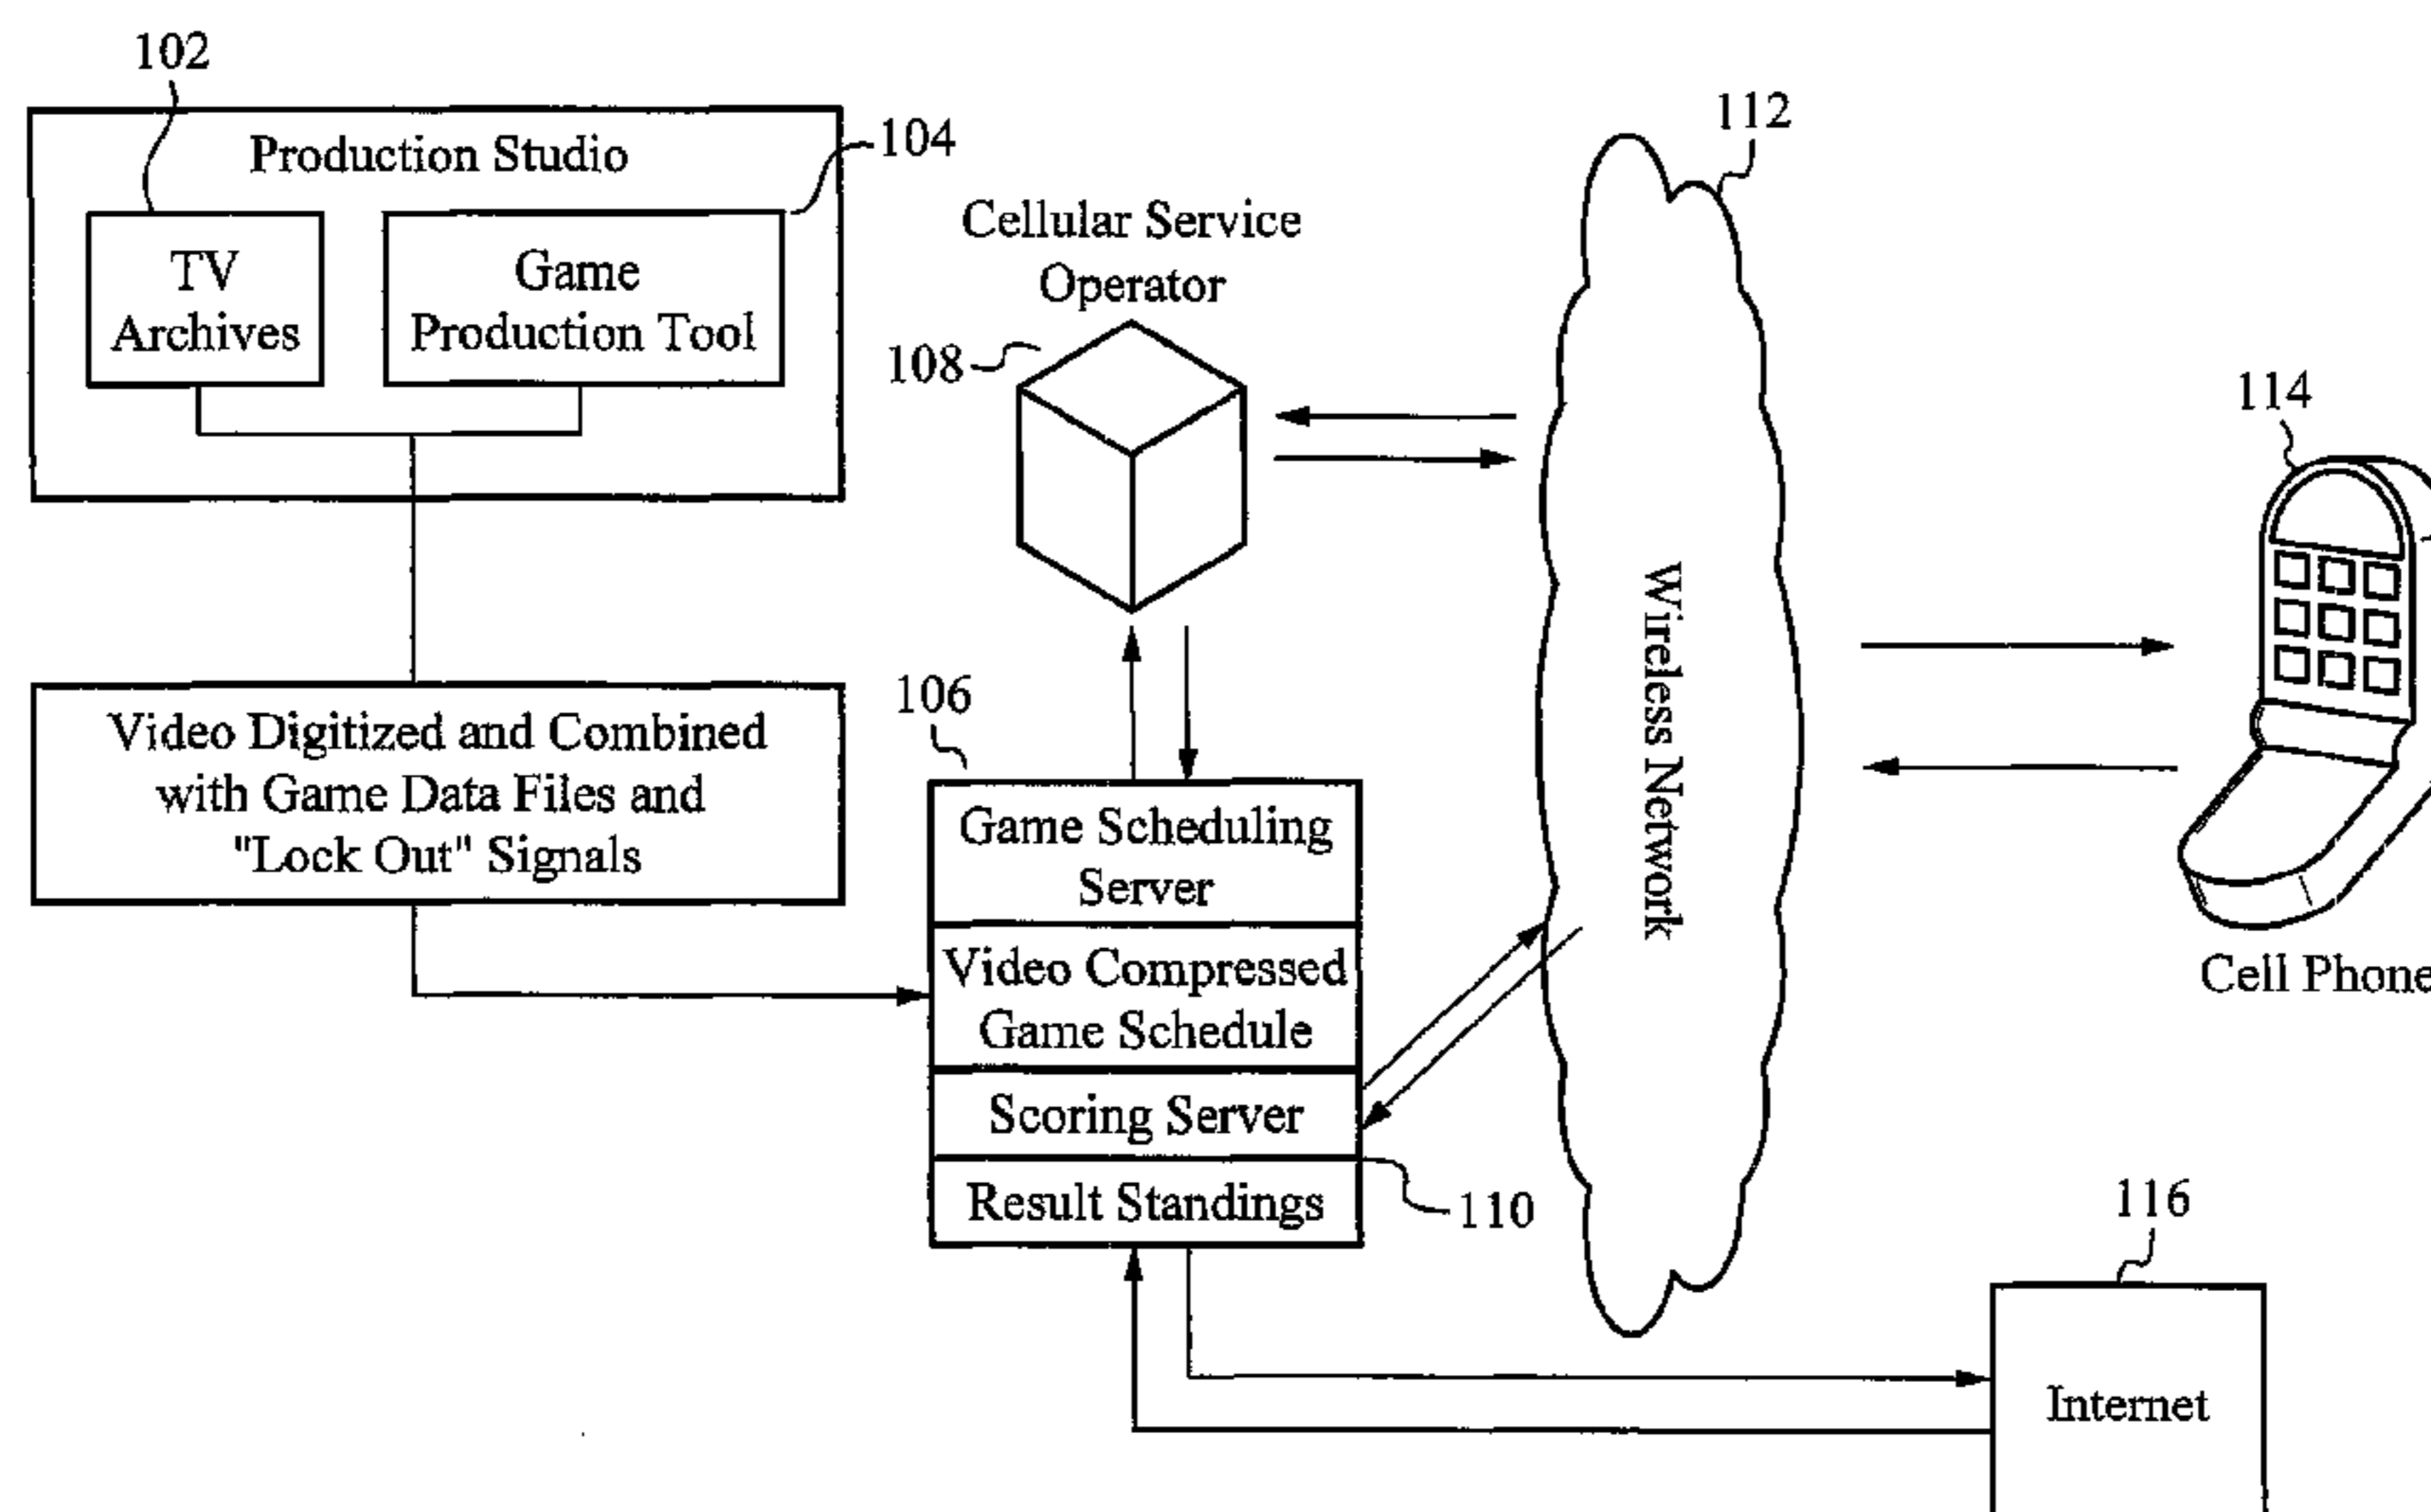 102
Production Studio
104
TV
Archives
Game
Production Tool
Cellular Service
Operator
108
112
114
Wireless Network
Cell Phone
Video Digitized and Combined
with Game Data Files and
"Lock Out" Signals
106
Game Scheduling
Server
Video Compressed
Game Schedule
Scoring Server
Result Standings
110
116
Internet